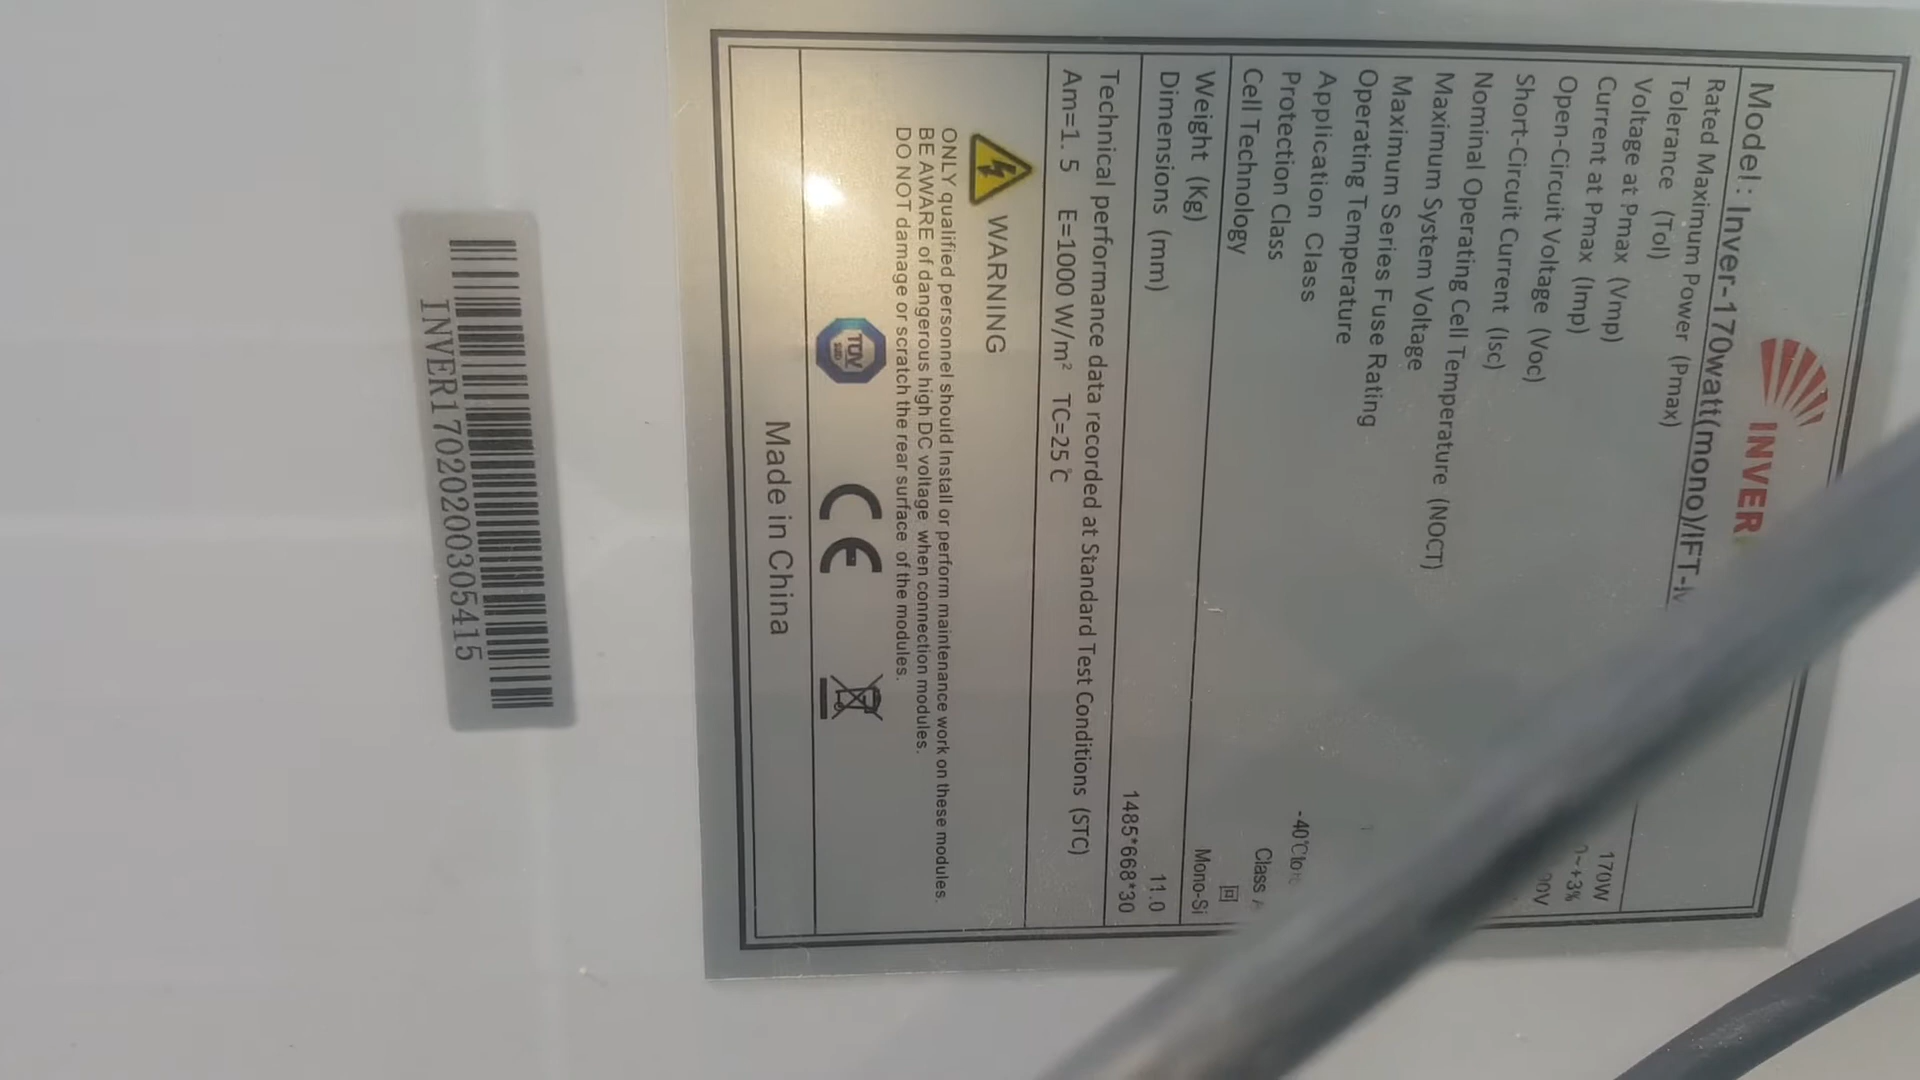 INVER
Model: Inver-170watt(mono)/IFT-
Rated Maximum Power (Pmax) 170W
Tolerance (Tol) 0~+3%
Voltage at Pmax (Vmp)
Current at Pmax (Imp)
Open-Circuit Voltage (Voc)
Short-Circuit Current (Isc)
Nominal Operating Cell Temperature (NOCT)
Maximum System Voltage
Maximum Series Fuse Rating
Operating Temperature -40℃to
Application Class Class A
Protection Class
Cell Technology Mono-Si
Weight (Kg) 11.0
Dimensions (mm) 1485*668*30
Technical performance data recorded at Standard Test Conditions (STC)
Am=1.5 E=1000 W/m² TC=25℃
WARNING
ONLY qualified personnel should Install or perform maintenance work on these modules.
BE AWARE of dangerous high DC voltage when connection modules.
DO NOT damage or scratch the rear surface of the modules.
TÜV
SÜD
CE
Made in China
INVER17020200305415